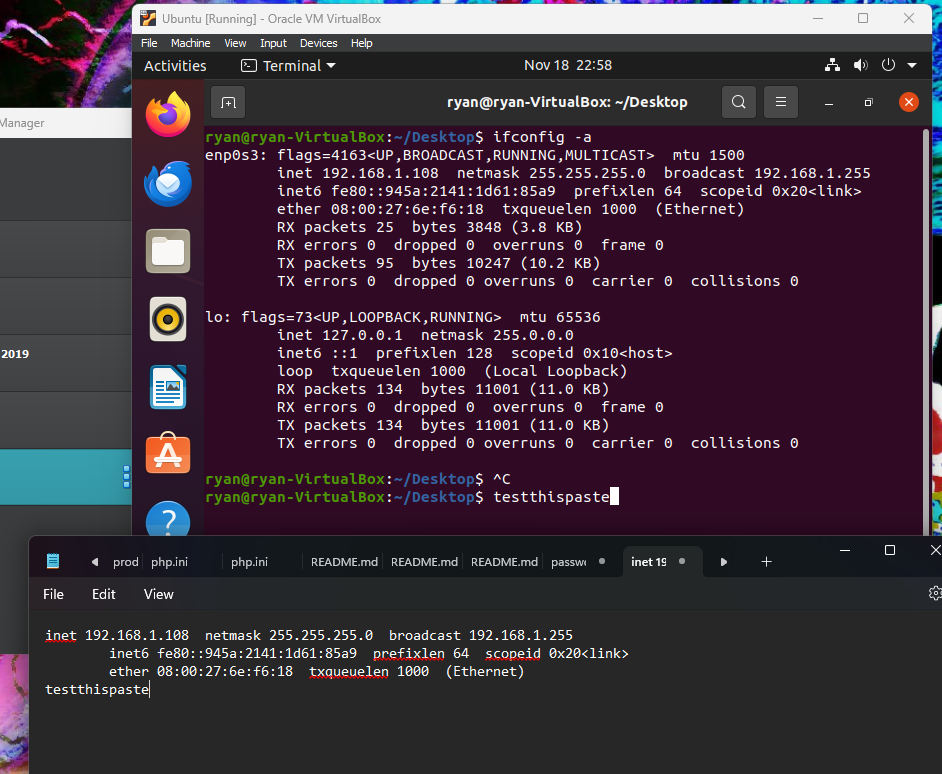 Ubuntu [Running] - Oracle VM VirtualBox
File Machine View Input Devices Help
Activities Terminal Nov 18 22:58
Manager
ryan@ryan-VirtualBox: ~/Desktop
ryan@ryan-VirtualBox:~/Desktop$ ifconfig -a
enp0s3: flags=4163<UP,BROADCAST,RUNNING,MULTICAST>  mtu 1500
        inet 192.168.1.108  netmask 255.255.255.0  broadcast 192.168.1.255
        inet6 fe80::945a:2141:1d61:85a9  prefixlen 64  scopeid 0x20<link>
        ether 08:00:27:6e:f6:18  txqueuelen 1000  (Ethernet)
        RX packets 25  bytes 3848 (3.8 KB)
        RX errors 0  dropped 0  overruns 0  frame 0
        TX packets 95  bytes 10247 (10.2 KB)
        TX errors 0  dropped 0 overruns 0  carrier 0  collisions 0
lo: flags=73<UP,LOOPBACK,RUNNING>  mtu 65536
        inet 127.0.0.1  netmask 255.0.0.0
        inet6 ::1  prefixlen 128  scopeid 0x10<host>
        loop  txqueuelen 1000  (Local Loopback)
        RX packets 134  bytes 11001 (11.0 KB)
        RX errors 0  dropped 0  overruns 0  frame 0
        TX packets 134  bytes 11001 (11.0 KB)
        TX errors 0  dropped 0 overruns 0  carrier 0  collisions 0
2019
ryan@ryan-VirtualBox:~/Desktop$ ^C
ryan@ryan-VirtualBox:~/Desktop$ testthispaste
prod php.ini php.ini README.md README.md README.md passw inet 19
File Edit View
inet 192.168.1.108  netmask 255.255.255.0  broadcast 192.168.1.255
        inet6 fe80::945a:2141:1d61:85a9  prefixlen 64  scopeid 0x20<link>
        ether 08:00:27:6e:f6:18  txqueuelen 1000  (Ethernet)
testthispaste